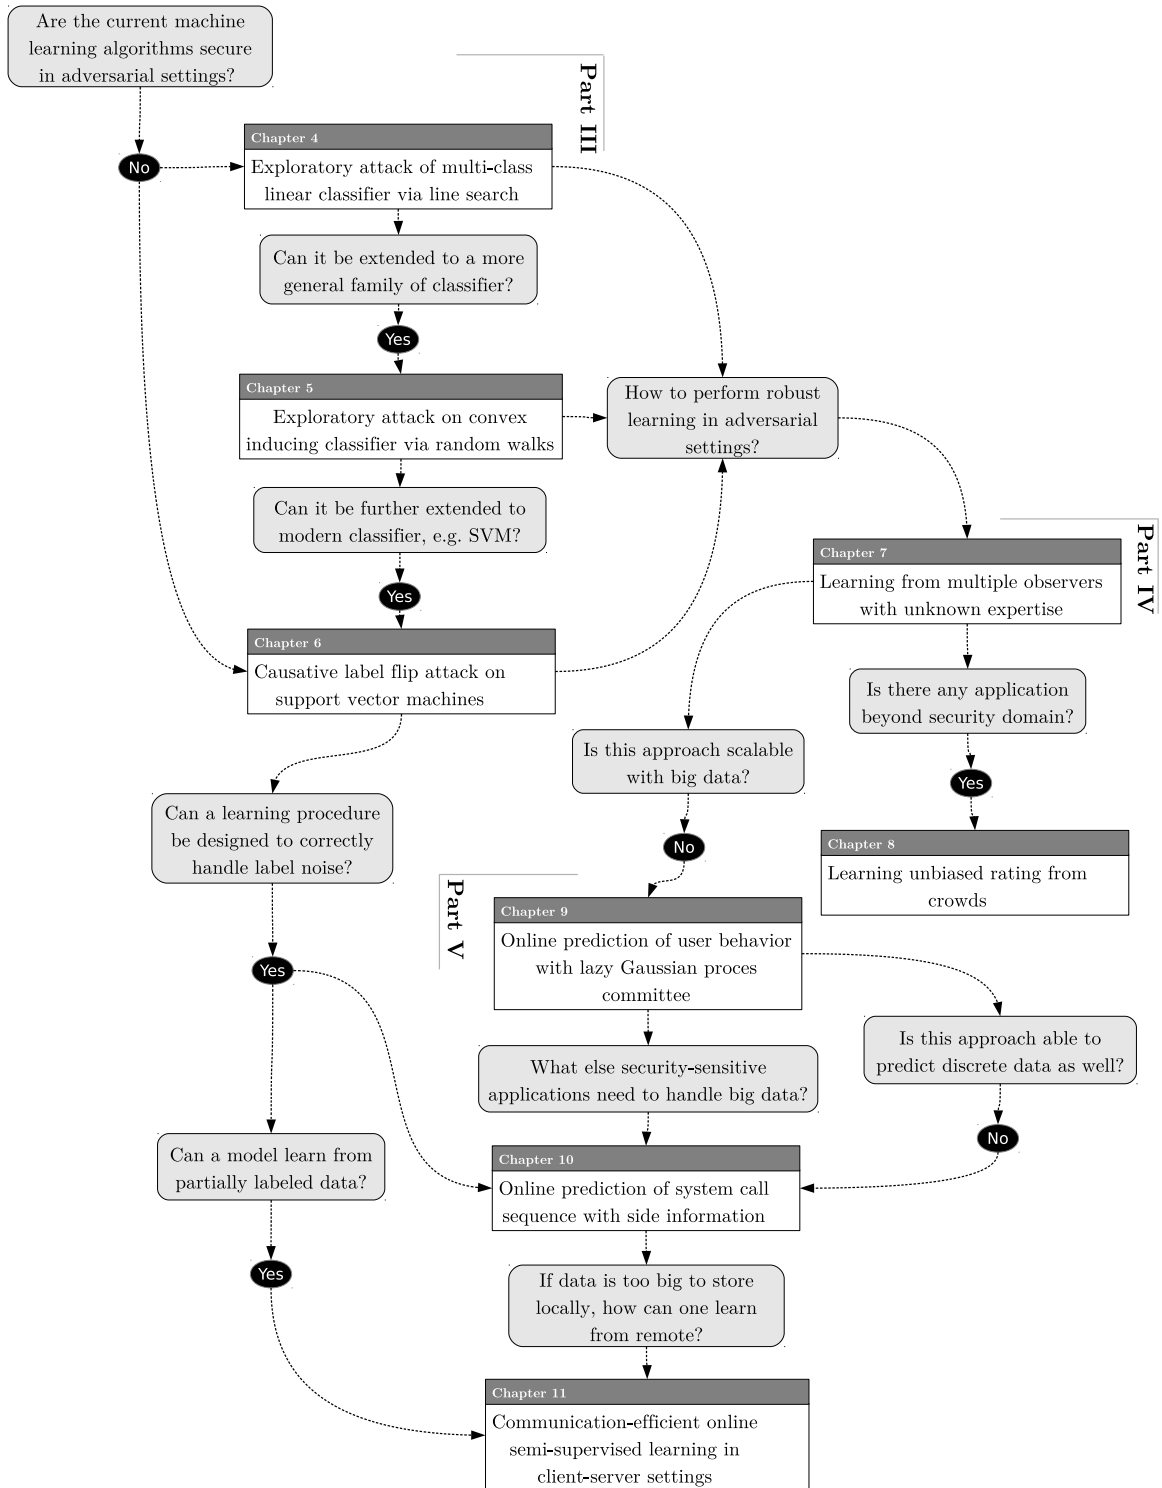 Are the current machine
learning algorithms secure
in adversarial settings?
Part III
No
Chapter 4
Exploratory attack of multi-class
linear classifier via line search
Can it be extended to a more
general family of classifier?
Yes
Chapter 5
Exploratory attack on convex
inducing classifier via random walks
How to perform robust
learning in adversarial
settings?
Can it be further extended to
modern classifier, e.g. SVM?
Yes
Part IV
Chapter 7
Learning from multiple observers
with unknown expertise
Chapter 6
Causative label flip attack on
support vector machines
Is there any application
beyond security domain?
Is this approach scalable
with big data?
Yes
Can a learning procedure
be designed to correctly
handle label noise?
No
Chapter 8
Learning unbiased rating from
crowds
Part V
Chapter 9
Online prediction of user behavior
with lazy Gaussian proces
committee
Yes
Is this approach able to
predict discrete data as well?
What else security-sensitive
applications need to handle big data?
No
Can a model learn from
partially labeled data?
Chapter 10
Online prediction of system call
sequence with side information
Yes
If data is too big to store
locally, how can one learn
from remote?
Chapter 11
Communication-efficient online
semi-supervised learning in
client-server settings